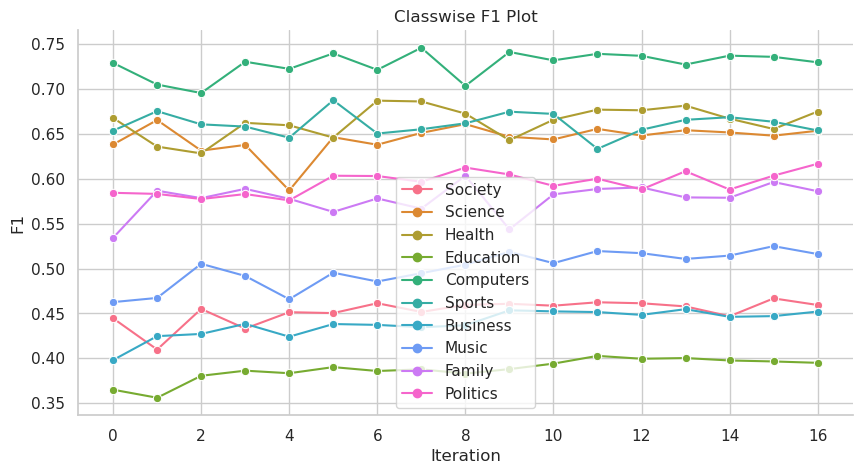 Classwise F1 Plot
F1
0.75
0.70
0.65
0.60
0.55
0.50
0.45
0.40
0.35
Society
Science
Health
Education
Computers
Sports
Business
Music
Family
Politics
0 2 4 6 8 10 12 14 16
Iteration